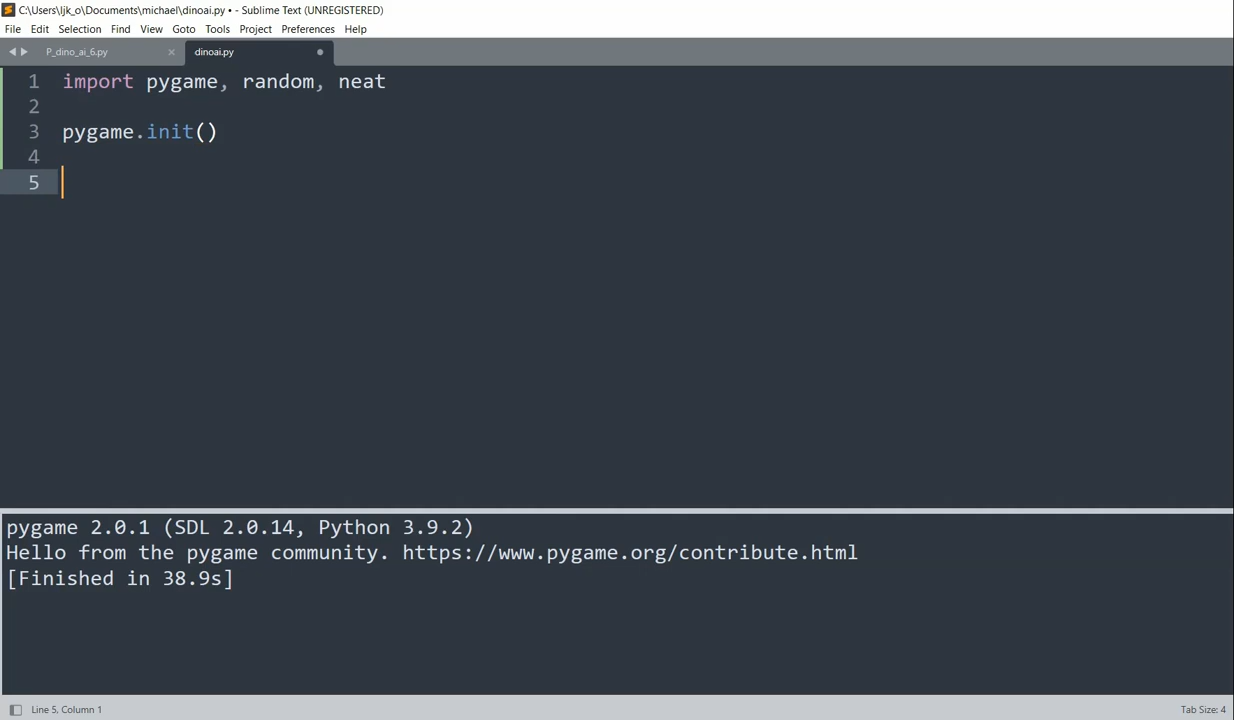 C:\Users\ljk_o\Documents\michael\dinoai.py • - Sublime Text (UNREGISTERED)
File Edit Selection Find View Goto Tools Project Preferences Help
P_dino_ai_6.py × dinoai.py
1 import pygame, random, neat
2
3 pygame.init()
4
5
pygame 2.0.1 (SDL 2.0.14, Python 3.9.2)
Hello from the pygame community. https://www.pygame.org/contribute.html
[Finished in 38.9s]
Line 5, Column 1 Tab Size: 4